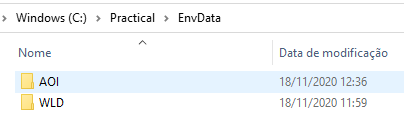 Windows (C:) > Practical > EnvData
Nome Data de modificação
AOI 18/11/2020 12:36
WLD 18/11/2020 11:59